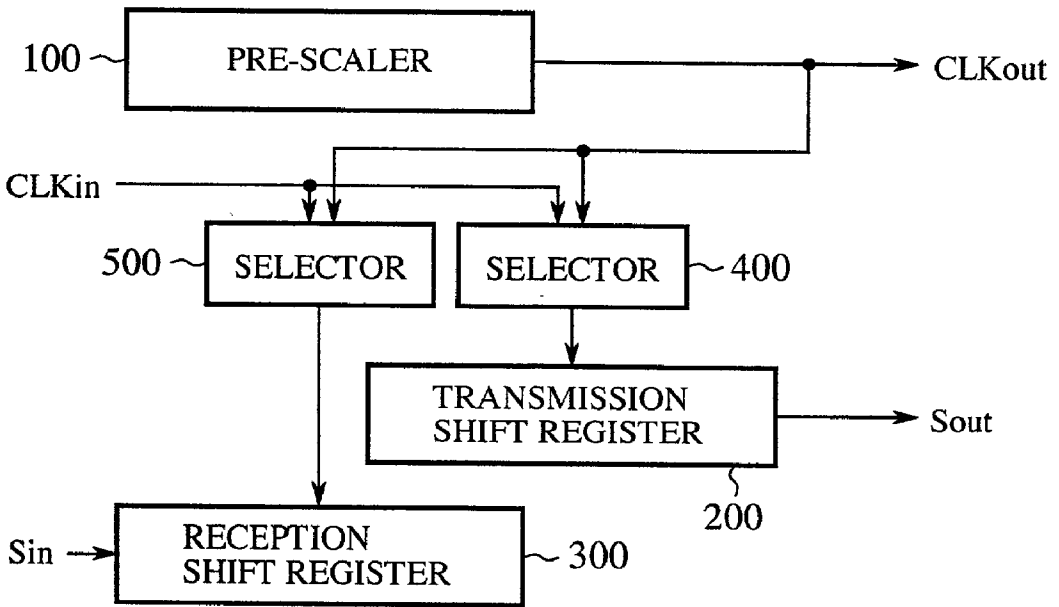 100
PRE-SCALER
CLKout
CLKin
500
SELECTOR
SELECTOR
400
TRANSMISSION
SHIFT REGISTER
Sout
200
Sin
RECEPTION
SHIFT REGISTER
300